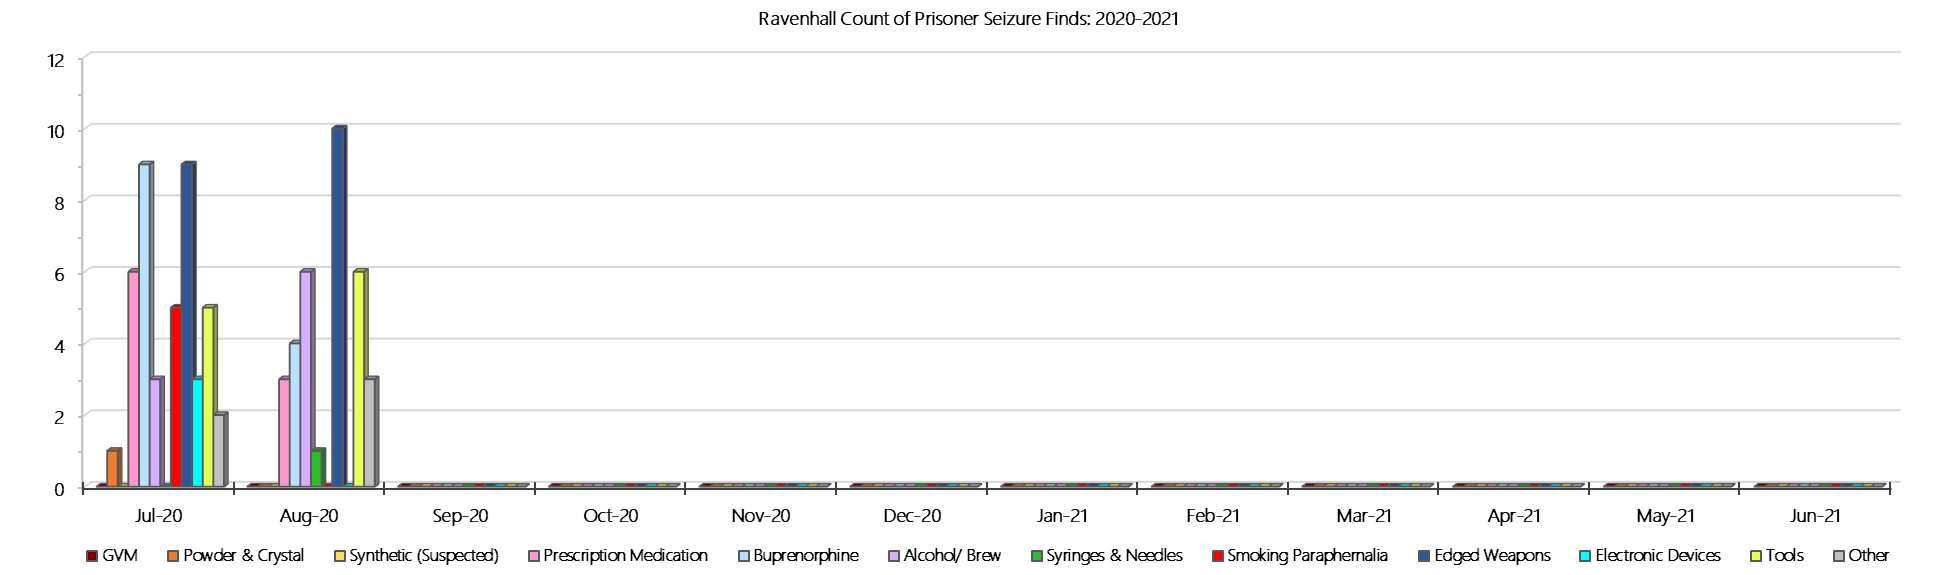 Ravenhall Count of Prisoner Seizure Finds: 2020-2021
12
10
8
6
4
2
0
Jul-20 Aug-20 Sep-20 Oct-20 Nov-20 Dec-20 Jan-21 Feb-21 Mar-21 Apr-21 May-21 Jun-21
GVM Powder & Crystal Synthetic (Suspected) Prescription Medication Buprenorphine Alcohol/ Brew Syringes & Needles Smoking Paraphernalia Edged Weapons Electronic Devices Tools Other